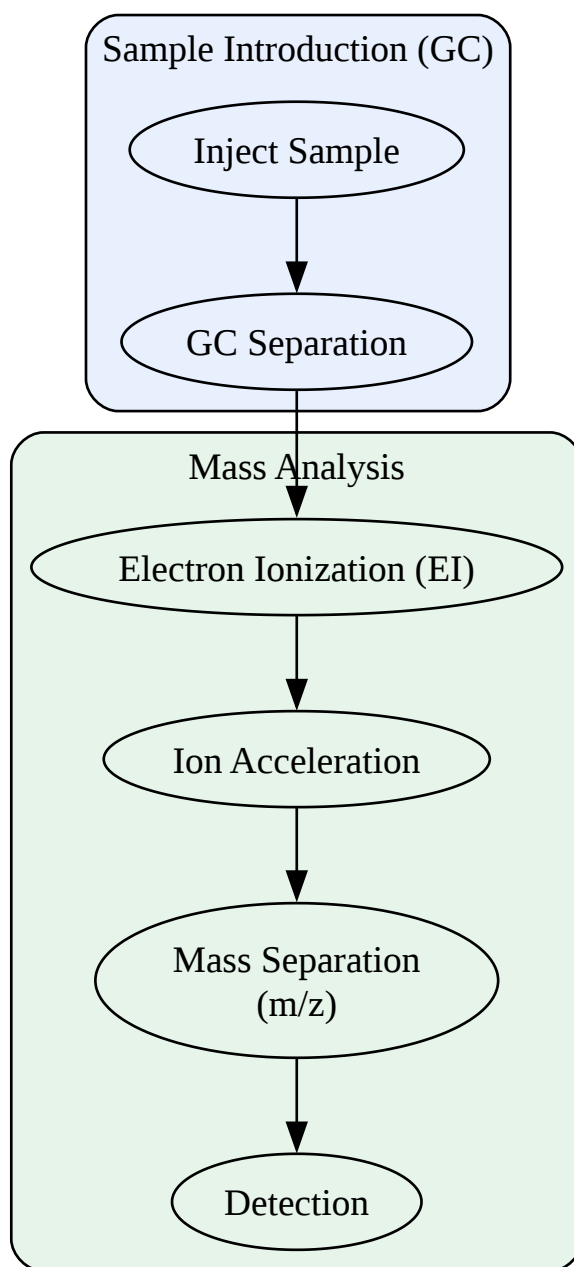 Sample Introduction (GC)
Inject Sample
GC Separation
Mass Analysis
Electron Ionization (EI)
Ion Acceleration
Mass Separation
(m/z)
Detection